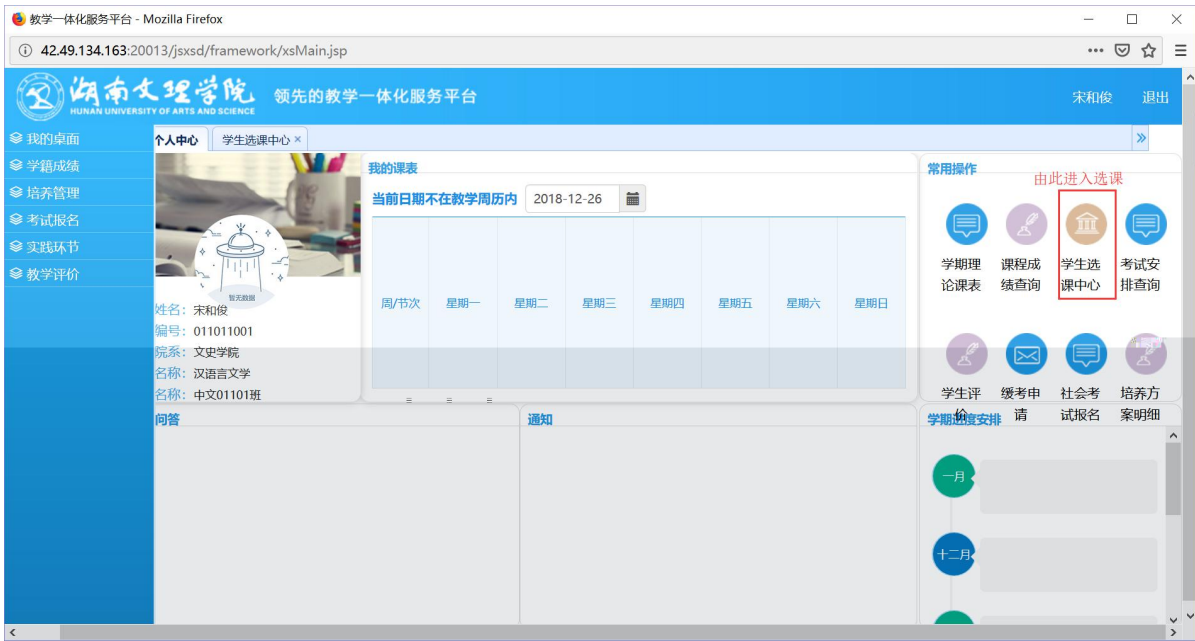 教学一体化服务平台 - Mozilla Firefox
42.49.134.163:20013/jsxsd/framework/xsMain.jsp
湖南文理学院
HUNAN UNIVERSITY OF ARTS AND SCIENCE
领先的教学一体化服务平台
宋和俊 退出
我的桌面
学籍成绩
培养管理
考试报名
实践环节
教学评价
个人中心 学生选课中心 ×
暂无数据
姓名：宋和俊
编号：011011001
院系：文史学院
名称：汉语言文学
名称：中文01101班
我的课表
当前日期不在教学周历内 2018-12-26
周/节次 星期一 星期二 星期三 星期四 星期五 星期六 星期日
常用操作
由此进入选课
学期理论课表
课程成绩查询
学生选课中心
考试安排查询
学生评价
缓考申请
社会考试报名
培养方案明细
问答
通知
学期进度安排
一月
十二月